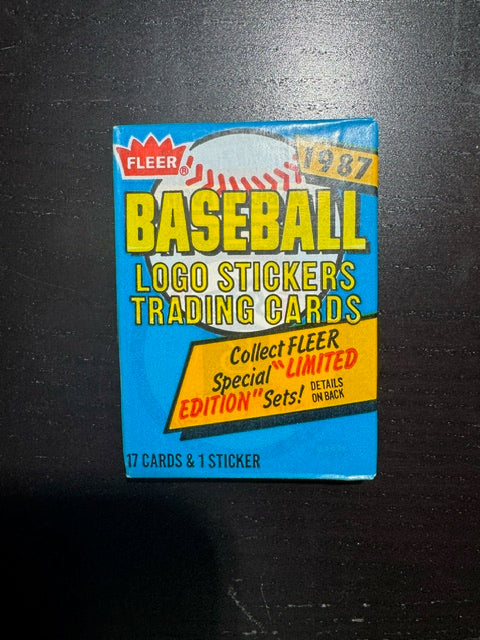 FLEER®
1987
BASEBALL
LOGO STICKERS
TRADING CARDS
Collect FLEER
Special "LIMITED
EDITION" Sets!
DETAILS
ON BACK
17 CARDS & 1 STICKER